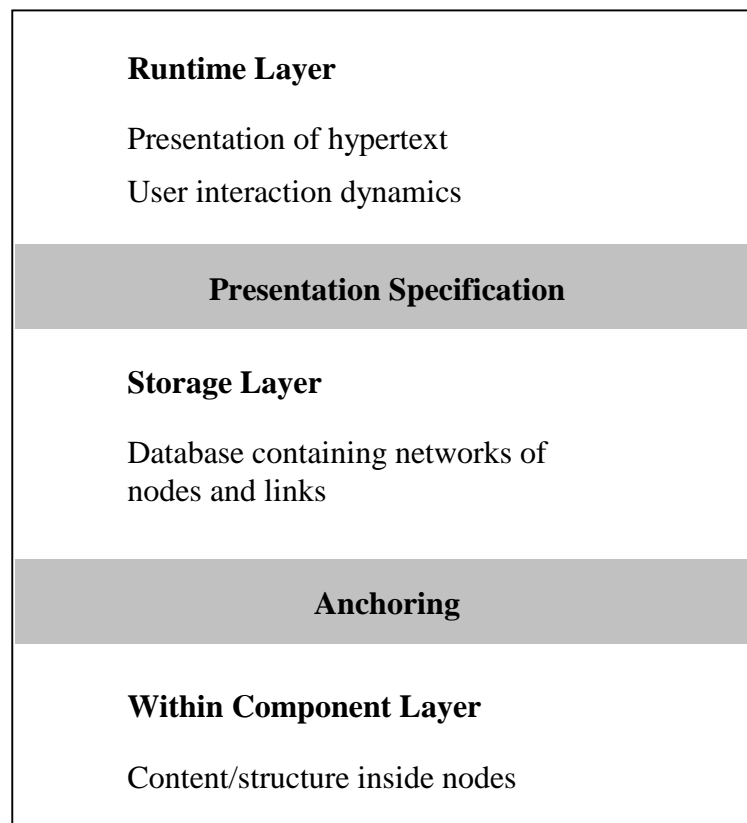 Runtime Layer
Presentation of hypertext
User interaction dynamics
Presentation Specification
Storage Layer
Database containing networks of
nodes and links
Anchoring
Within Component Layer
Content/structure inside nodes